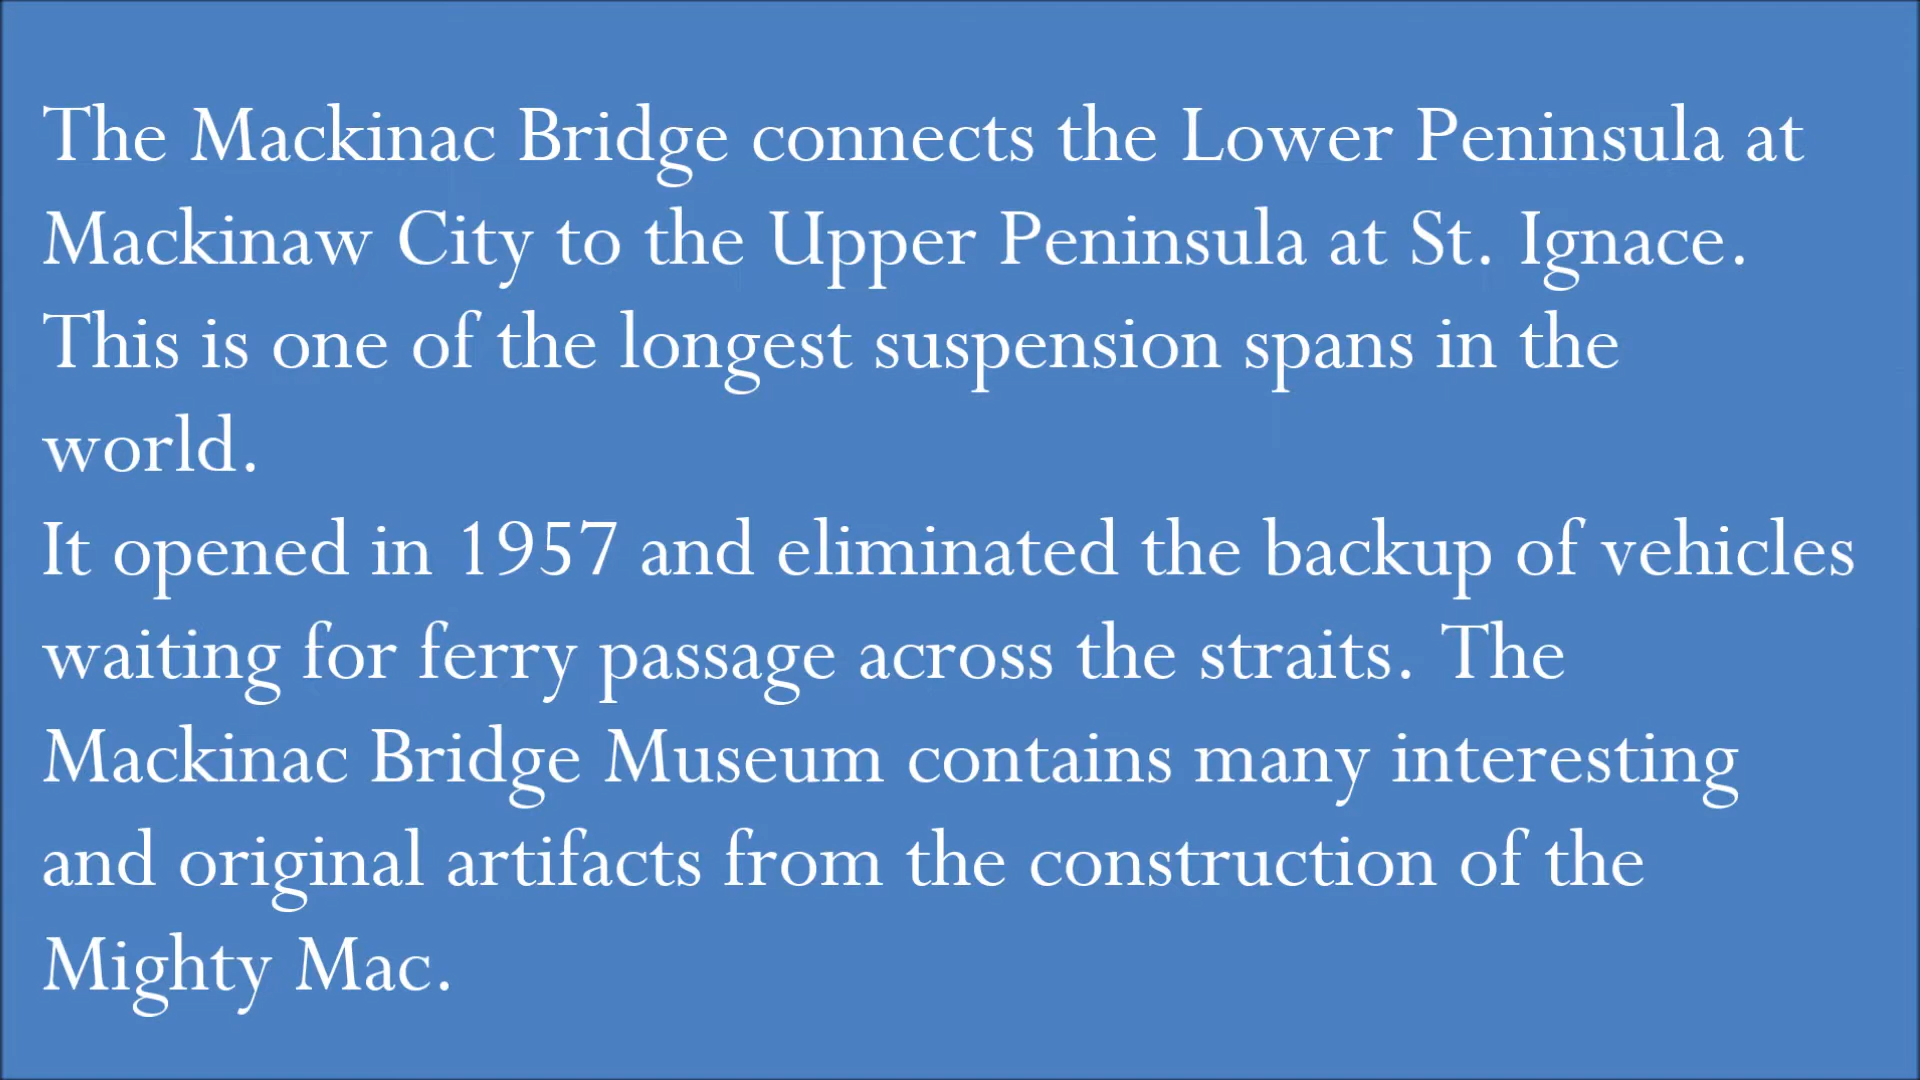 The Mackinac Bridge connects the Lower Peninsula at
Mackinaw City to the Upper Peninsula at St. Ignace.
This is one of the longest suspension spans in the
world.
It opened in 1957 and eliminated the backup of vehicles
waiting for ferry passage across the straits. The
Mackinac Bridge Museum contains many interesting
and original artifacts from the construction of the
Mighty Mac.